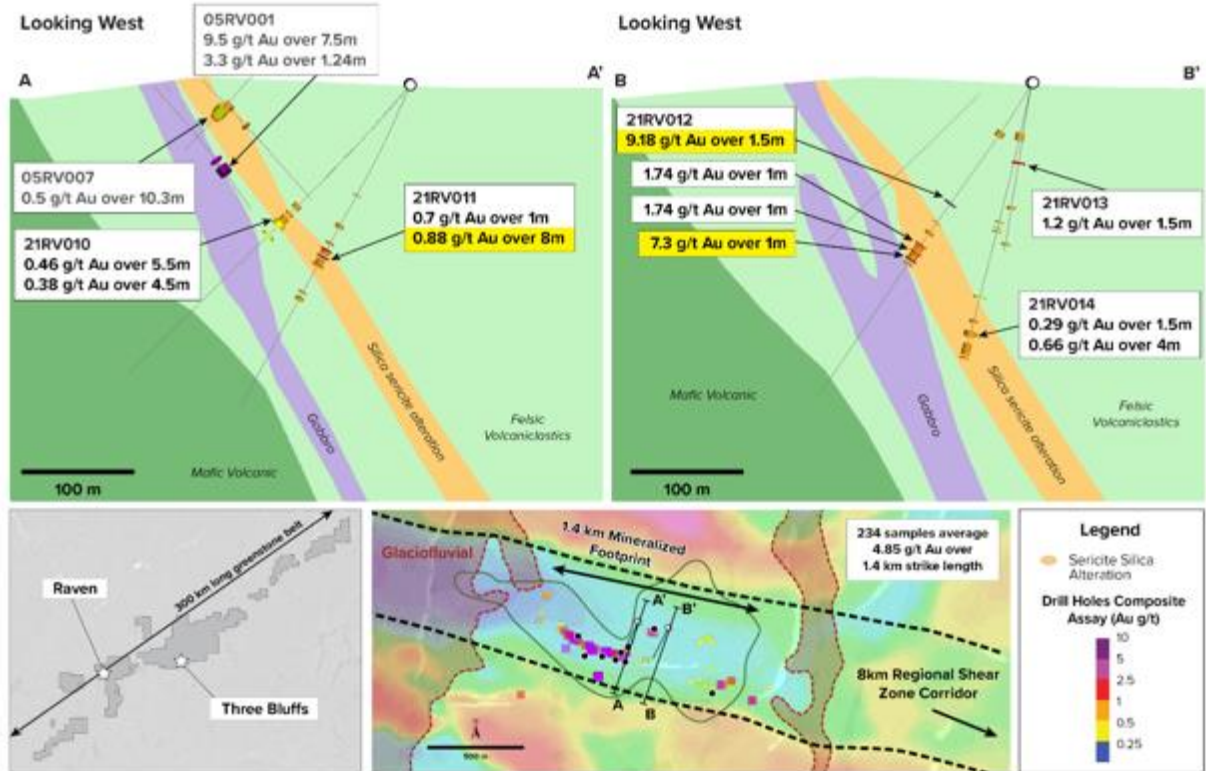 Looking West
05RV001
9.5 g/t Au over 7.5m
3.3 g/t Au over 1.24m
A
A'
05RV007
0.5 g/t Au over 10.3m
21RV010
0.46 g/t Au over 5.5m
0.38 g/t Au over 4.5m
21RV011
0.7 g/t Au over 1m
0.88 g/t Au over 8m
Silica sericite alteration
Gabbro
Felsic
Volcaniclastics
Mafic Volcanic
100 m
Looking West
B
B'
21RV012
9.18 g/t Au over 1.5m
1.74 g/t Au over 1m
1.74 g/t Au over 1m
7.3 g/t Au over 1m
21RV013
1.2 g/t Au over 1.5m
21RV014
0.29 g/t Au over 1.5m
0.66 g/t Au over 4m
Mafic Volcanic
Gabbro
Silica sericite alteration
Felsic
Volcaniclastics
100 m
300 km long greenstone belt
Raven
Three Bluffs
Glaciofluvial
1.4 km Mineralized
Footprint
234 samples average
4.85 g/t Au over
1.4 km strike length
A'
B'
A
B
8km Regional Shear
Zone Corridor
500 m
Legend
Sericite Silica
Alteration
Drill Holes Composite
Assay (Au g/t)
10
5
2.5
1
0.5
0.25